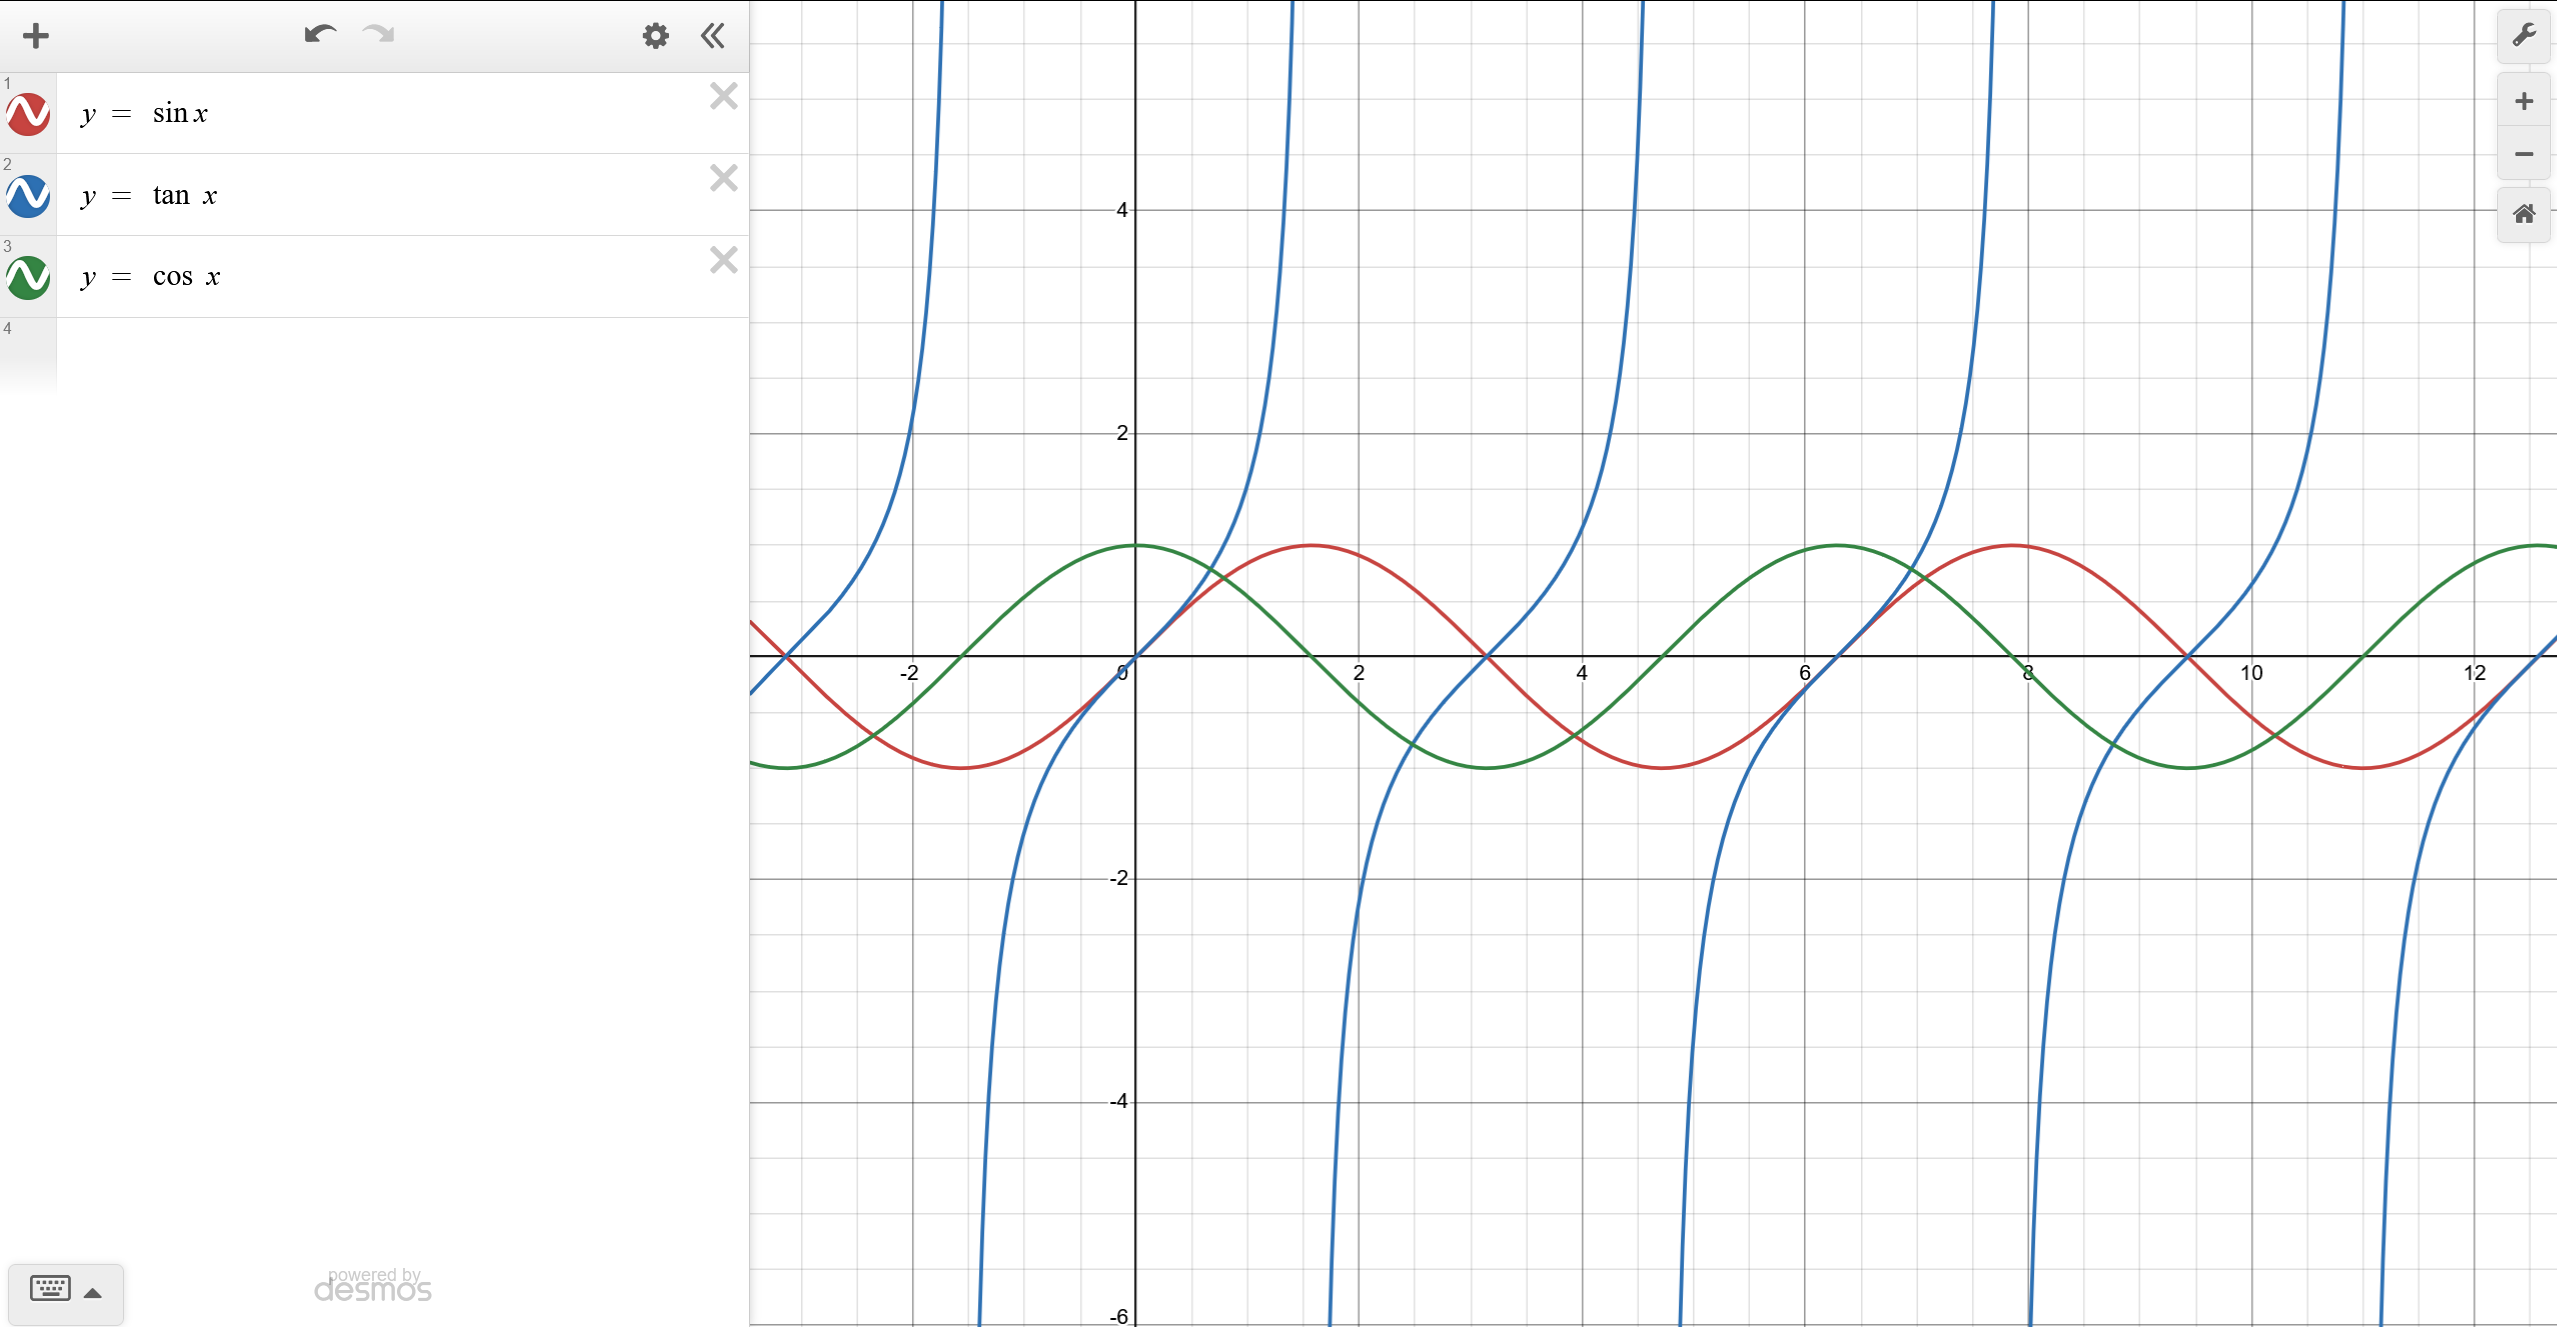 1
y = sin x
2
y = tan x
3
y = cos x
4
4
2
-2 0 2 4 6 8 10 12
-2
-4
-6
powered by
desmos